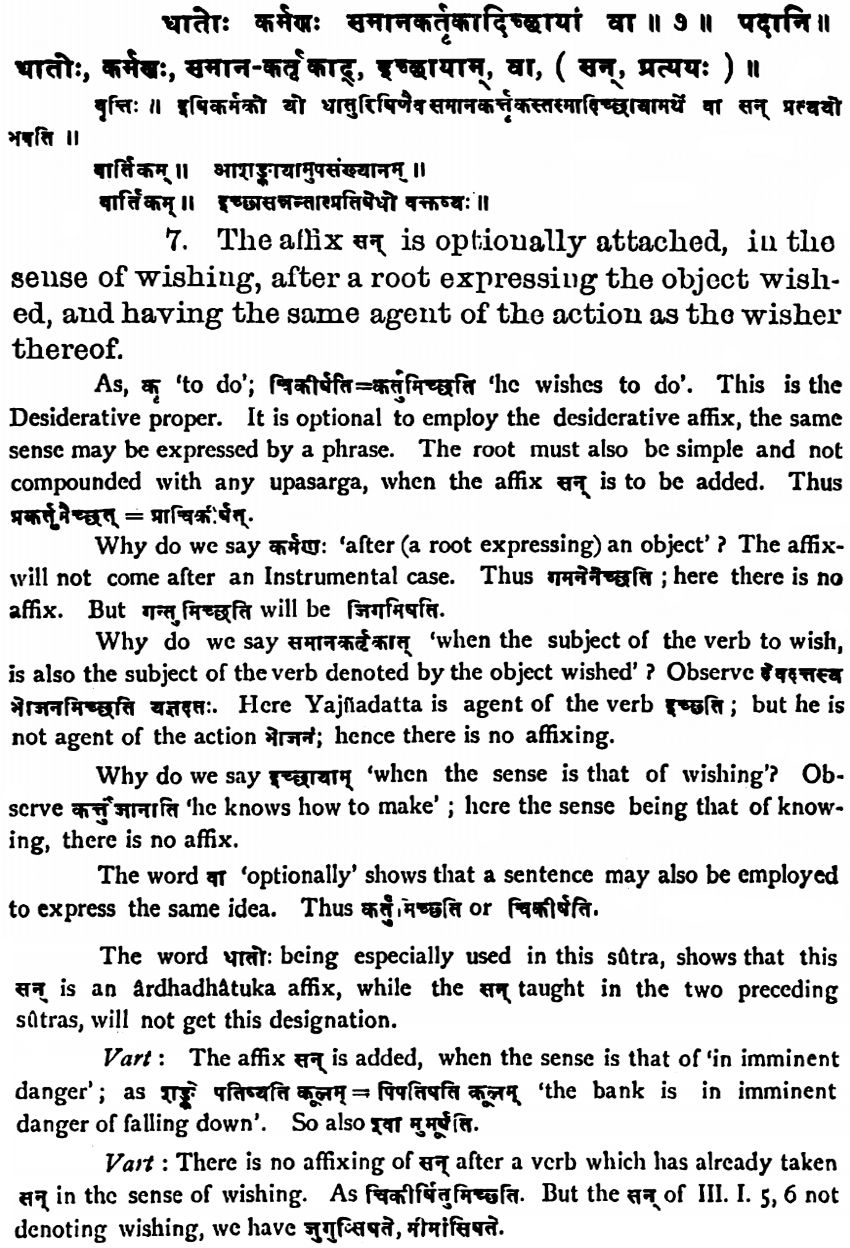 धातोः कर्मणः समानकर्तृकादिच्छायां वा ॥ ७ ॥ पदानि ॥
धातोः, कर्मणः, समान-कर्तृकाद्, इच्छायाम्, वा, ( सन्, प्रत्ययः ) ॥
वृत्तिः ॥ इषिकर्मको यो धातुरिषिणैव समानकर्त्तृकस्तस्मादिच्छायामर्थे वा सन् प्रत्ययो
भवति ॥
वार्तिकम् ॥ आशङ्कायामुपसंख्यानम् ॥
वार्तिकम् ॥ इच्छासन्नन्तात्प्रतिषेधो वक्तव्यः ॥
7. The affix सन् is optionally attached, in the
sense of wishing, after a root expressing the object wish-
ed, and having the same agent of the action as the wisher
thereof.
As, कृ 'to do'; चिकीर्षति=कर्तुमिच्छति 'he wishes to do'. This is the
Desiderative proper. It is optional to employ the desiderative affix, the same
sense may be expressed by a phrase. The root must also be simple and not
compounded with any upasarga, when the affix सन् is to be added. Thus
प्रकर्तुमैच्छत् = प्राचिकीर्षत्.
Why do we say कर्मणः 'after (a root expressing) an object' ? The affix-
will not come after an Instrumental case. Thus गमनेनेच्छति ; here there is no
affix. But गन्तुमिच्छति will be जिगमिषति.
Why do we say समानकर्तृकात् 'when the subject of the verb to wish,
is also the subject of the verb denoted by the object wished' ? Observe देवदत्तस्य
भोजनमिच्छति यज्ञदत्तः. Here Yajñadatta is agent of the verb इच्छति ; but he is
not agent of the action भोजनं; hence there is no affixing.
Why do we say इच्छायाम् 'when the sense is that of wishing'? Ob-
serve कर्त्तुं जानाति 'he knows how to make' ; here the sense being that of know-
ing, there is no affix.
The word वा 'optionally' shows that a sentence may also be employed
to express the same idea. Thus कर्तुमिच्छति or चिकीर्षति.
The word धातोः being especially used in this sûtra, shows that this
सन् is an ârdhadhâtuka affix, while the सन् taught in the two preceding
sûtras, will not get this designation.
Vart : The affix सन् is added, when the sense is that of 'in imminent
danger' ; as शङ्के पतिष्यति कूलम् = पिपतिषति कूलम् 'the bank is in imminent
danger of falling down'. So also श्वा मुमूर्षति.
Vart : There is no affixing of सन् after a verb which has already taken
सन् in the sense of wishing. As चिकीर्षितुमिच्छति. But the सन् of III. I. 5, 6 not
denoting wishing, we have जुगुप्सिषते, मीमांसिषते.